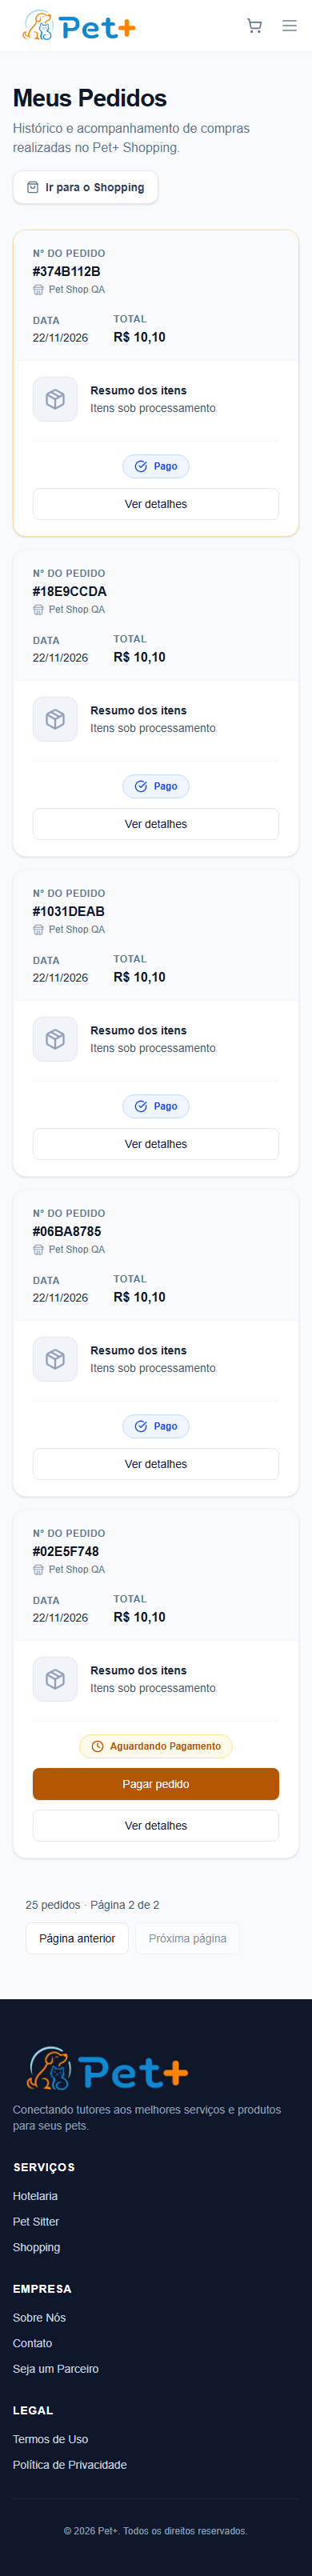 Pet+
Meus Pedidos
Histórico e acompanhamento de compras
realizadas no Pet+ Shopping.
Ir para o Shopping
Nº DO PEDIDO
#374B112B
Pet Shop QA
DATA
22/11/2026
TOTAL
R$ 10,10
Resumo dos itens
Itens sob processamento
Pago
Ver detalhes
Nº DO PEDIDO
#18E9CCDA
Pet Shop QA
DATA
22/11/2026
TOTAL
R$ 10,10
Resumo dos itens
Itens sob processamento
Pago
Ver detalhes
Nº DO PEDIDO
#1031DEAB
Pet Shop QA
DATA
22/11/2026
TOTAL
R$ 10,10
Resumo dos itens
Itens sob processamento
Pago
Ver detalhes
Nº DO PEDIDO
#06BA8785
Pet Shop QA
DATA
22/11/2026
TOTAL
R$ 10,10
Resumo dos itens
Itens sob processamento
Pago
Ver detalhes
Nº DO PEDIDO
#02E5F748
Pet Shop QA
DATA
22/11/2026
TOTAL
R$ 10,10
Resumo dos itens
Itens sob processamento
Aguardando Pagamento
Pagar pedido
Ver detalhes
25 pedidos · Página 2 de 2
Página anterior
Próxima página
Pet+
Conectando tutores aos melhores serviços e produtos
para seus pets.
SERVIÇOS
Hotelaria
Pet Sitter
Shopping
EMPRESA
Sobre Nós
Contato
Seja um Parceiro
LEGAL
Termos de Uso
Política de Privacidade
© 2026 Pet+. Todos os direitos reservados.